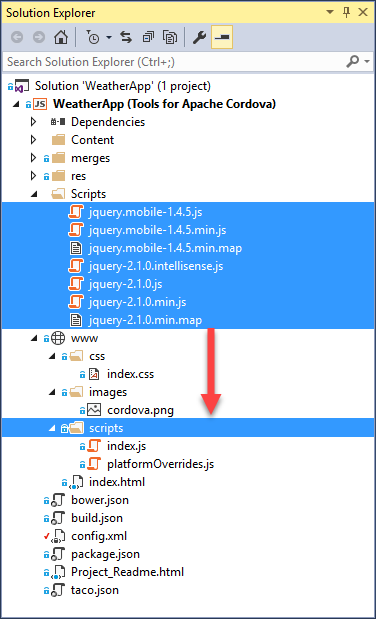 Solution Explorer
Search Solution Explorer (Ctrl+;)
Solution 'WeatherApp' (1 project)
JS WeatherApp (Tools for Apache Cordova)
Dependencies
Content
merges
res
Scripts
jquery.mobile-1.4.5.js
jquery.mobile-1.4.5.min.js
jquery.mobile-1.4.5.min.map
jquery-2.1.0.intellisense.js
jquery-2.1.0.js
jquery-2.1.0.min.js
jquery-2.1.0.min.map
www
css
index.css
images
cordova.png
scripts
index.js
platformOverrides.js
index.html
bower.json
build.json
config.xml
package.json
Project_Readme.html
taco.json